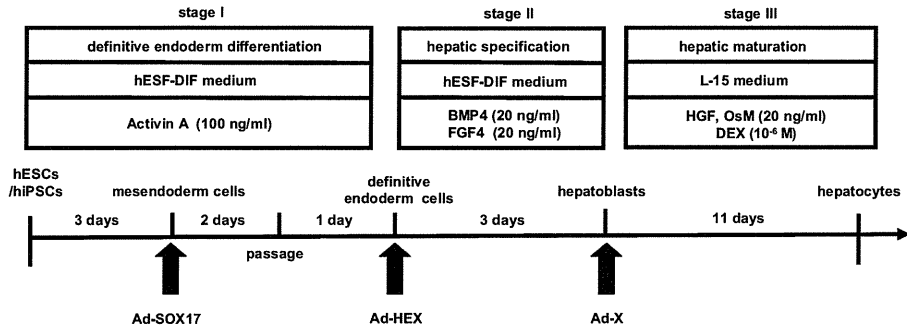 stage I
stage II
stage III
definitive endoderm differentiation
hESF-DIF medium
Activin A (100 ng/ml)
hepatic specification
hESF-DIF medium
BMP4 (20 ng/ml)
FGF4 (20 ng/ml)
hepatic maturation
L-15 medium
HGF, OsM (20 ng/ml)
DEX (10⁻⁶ M)
hESCs
/hiPSCs
mesendoderm cells
definitive
endoderm cells
hepatoblasts
hepatocytes
3 days
2 days
1 day
3 days
11 days
passage
Ad-SOX17
Ad-HEX
Ad-X